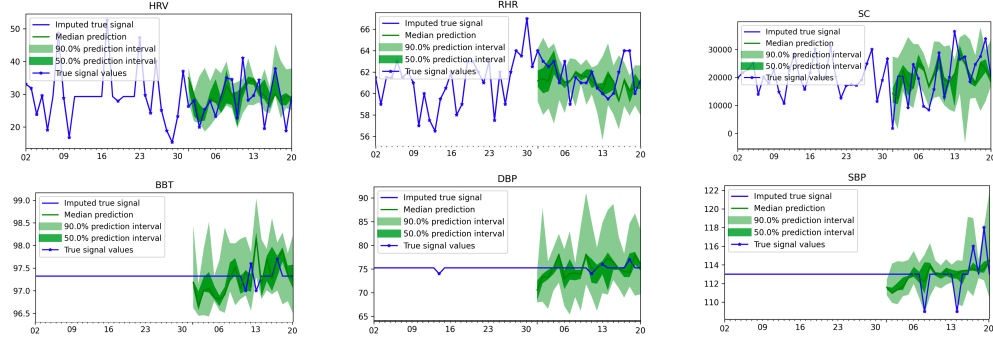 HRV
50
40
30
20
Imputed true signal
Median prediction
90.0% prediction interval
50.0% prediction interval
True signal values
02 09 16 23 30 06 13 20
RHR
66
64
62
60
58
56
Imputed true signal
Median prediction
90.0% prediction interval
50.0% prediction interval
True signal values
02 09 16 23 30 06 13 20
SC
30000
20000
10000
0
Imputed true signal
Median prediction
90.0% prediction interval
50.0% prediction interval
True signal values
02 09 16 23 30 06 13 20
BBT
99.0
98.5
98.0
97.5
97.0
96.5
Imputed true signal
Median prediction
90.0% prediction interval
50.0% prediction interval
True signal values
02 09 16 23 30 06 13 20
DBP
90
85
80
75
70
65
Imputed true signal
Median prediction
90.0% prediction interval
50.0% prediction interval
True signal values
02 09 16 23 30 06 13 20
SBP
122
120
118
116
114
112
110
Imputed true signal
Median prediction
90.0% prediction interval
50.0% prediction interval
True signal values
02 09 16 23 30 06 13 20